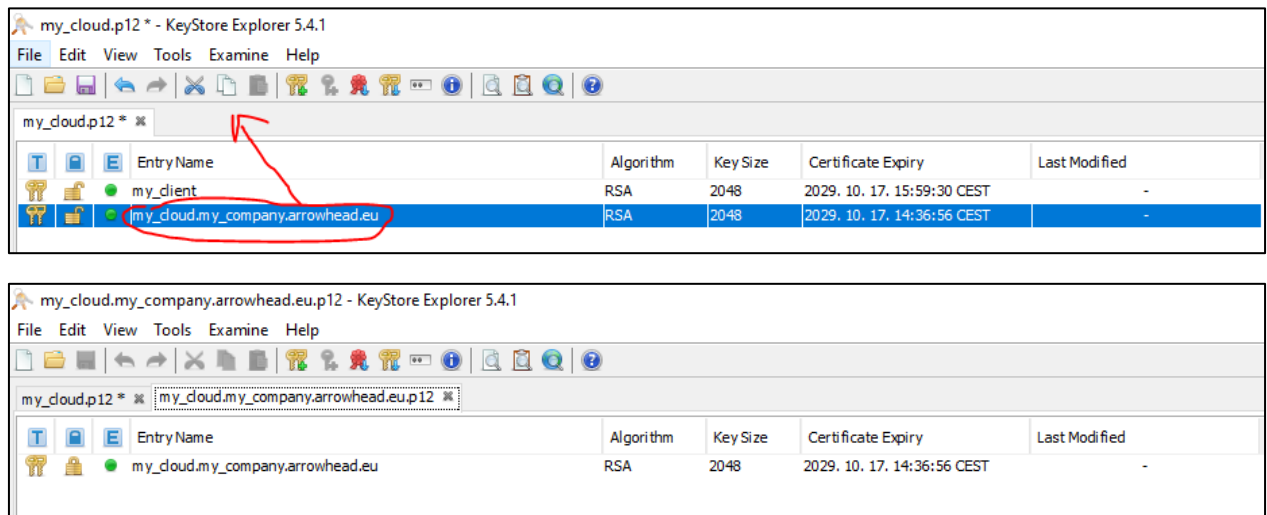 my_cloud.p12 * - KeyStore Explorer 5.4.1
File Edit View Tools Examine Help
my_cloud.p12 *
T E Entry Name Algorithm Key Size Certificate Expiry Last Modified
my_client RSA 2048 2029. 10. 17. 15:59:30 CEST -
my_cloud.my_company.arrowhead.eu RSA 2048 2029. 10. 17. 14:36:56 CEST -
my_cloud.my_company.arrowhead.eu.p12 - KeyStore Explorer 5.4.1
File Edit View Tools Examine Help
my_cloud.p12 * my_cloud.my_company.arrowhead.eu.p12
T E Entry Name Algorithm Key Size Certificate Expiry Last Modified
my_cloud.my_company.arrowhead.eu RSA 2048 2029. 10. 17. 14:36:56 CEST -